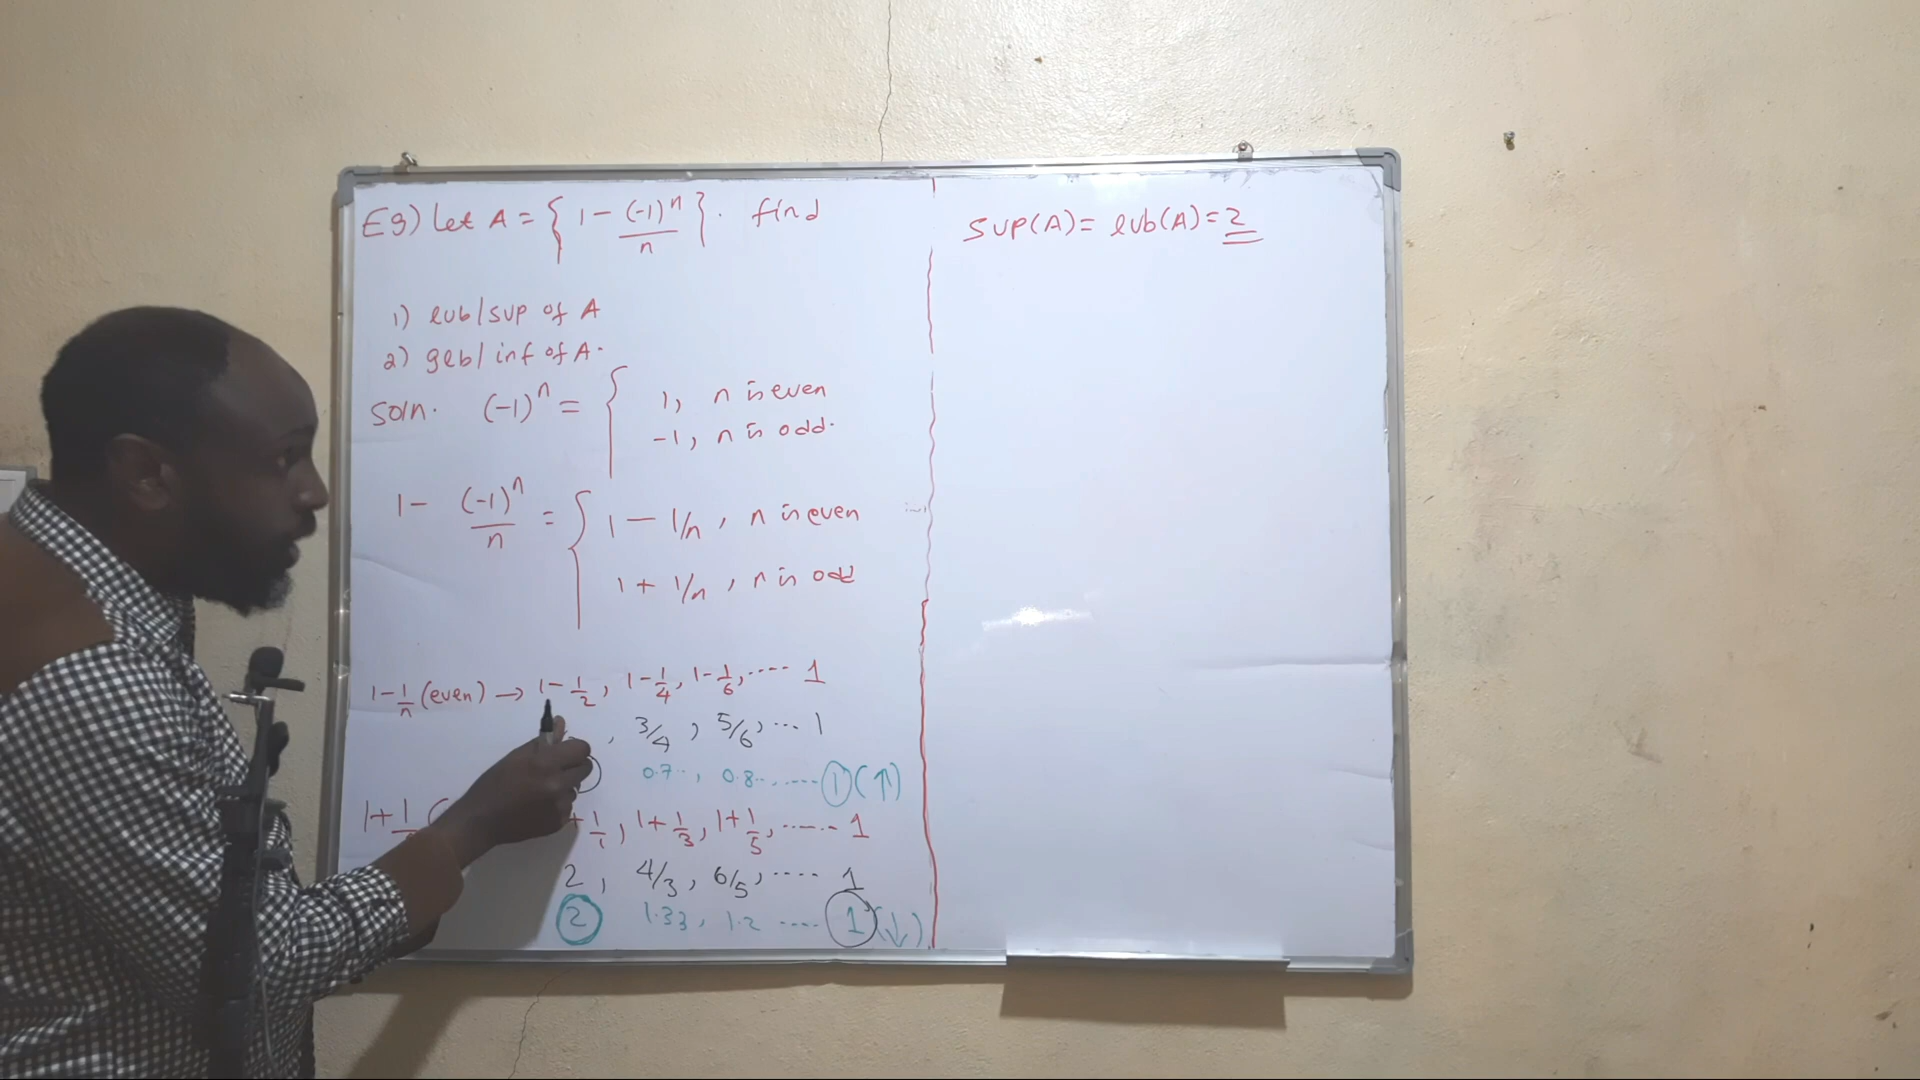 Eg) Let A = { 1 - (-1)^n / n }. find
1) lub/sup of A
2) glb/inf of A.
soln. (-1)^n = { 1, n is even
-1, n is odd.
1 - (-1)^n / n = { 1 - 1/n, n is even
1 + 1/n, n is odd
1 - 1/n (even) → 1 - 1/2, 1 - 1/4, 1 - 1/6, .... 1
, 3/4, 5/6, ... 1
0.7.., 0.8.. ..... 1 (↑)
1 + 1/ ( + 1/1, 1 + 1/3, 1 + 1/5, ...... 1
2, 4/3, 6/5, .... 1
2 1.33, 1.2 .... 1 (↓)
sup(A) = lub(A) = 2